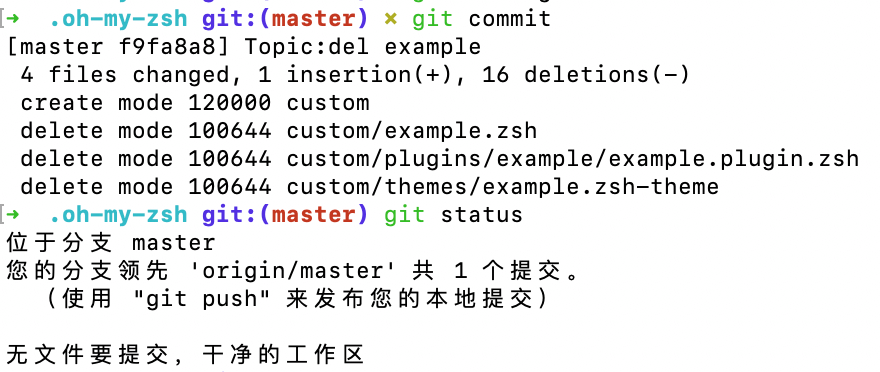 ➜  .oh-my-zsh git:(master) ✗ git commit
[master f9fa8a8] Topic:del example
 4 files changed, 1 insertion(+), 16 deletions(-)
 create mode 120000 custom
 delete mode 100644 custom/example.zsh
 delete mode 100644 custom/plugins/example/example.plugin.zsh
 delete mode 100644 custom/themes/example.zsh-theme
➜  .oh-my-zsh git:(master) git status
位于分支 master
您的分支领先 'origin/master' 共 1 个提交。
  （使用 "git push" 来发布您的本地提交）
无文件要提交，干净的工作区